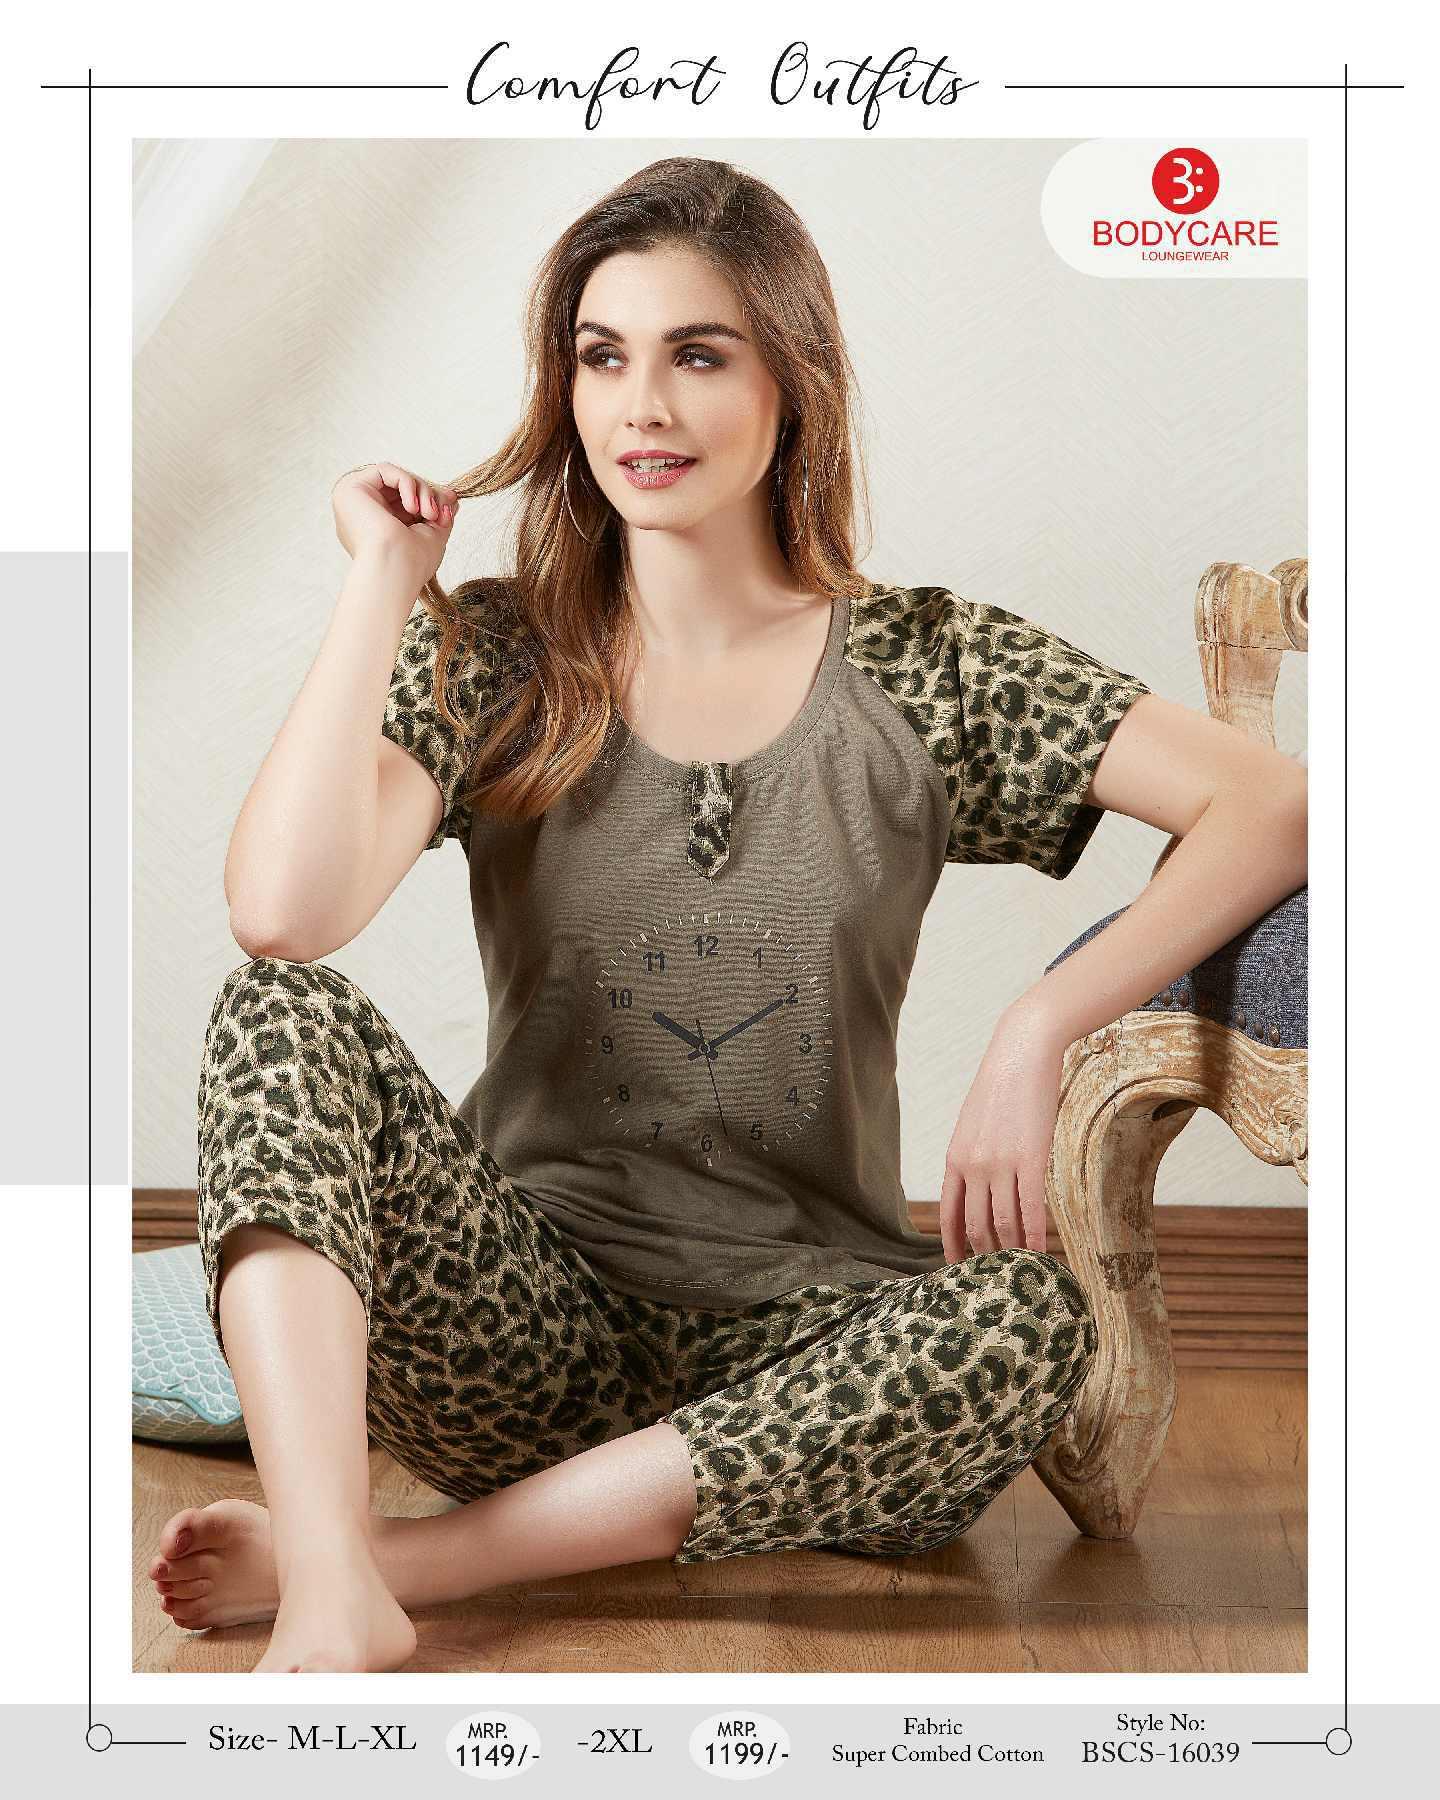 Comfort Outfits
B:
BODYCARE
LOUNGEWEAR
12
11
1
10
2
9
3
8
4
7
5
6
Size- M-L-XL
MRP.
1149/-
-2XL
MRP.
1199/-
Fabric
Super Combed Cotton
Style No:
BSCS-16039